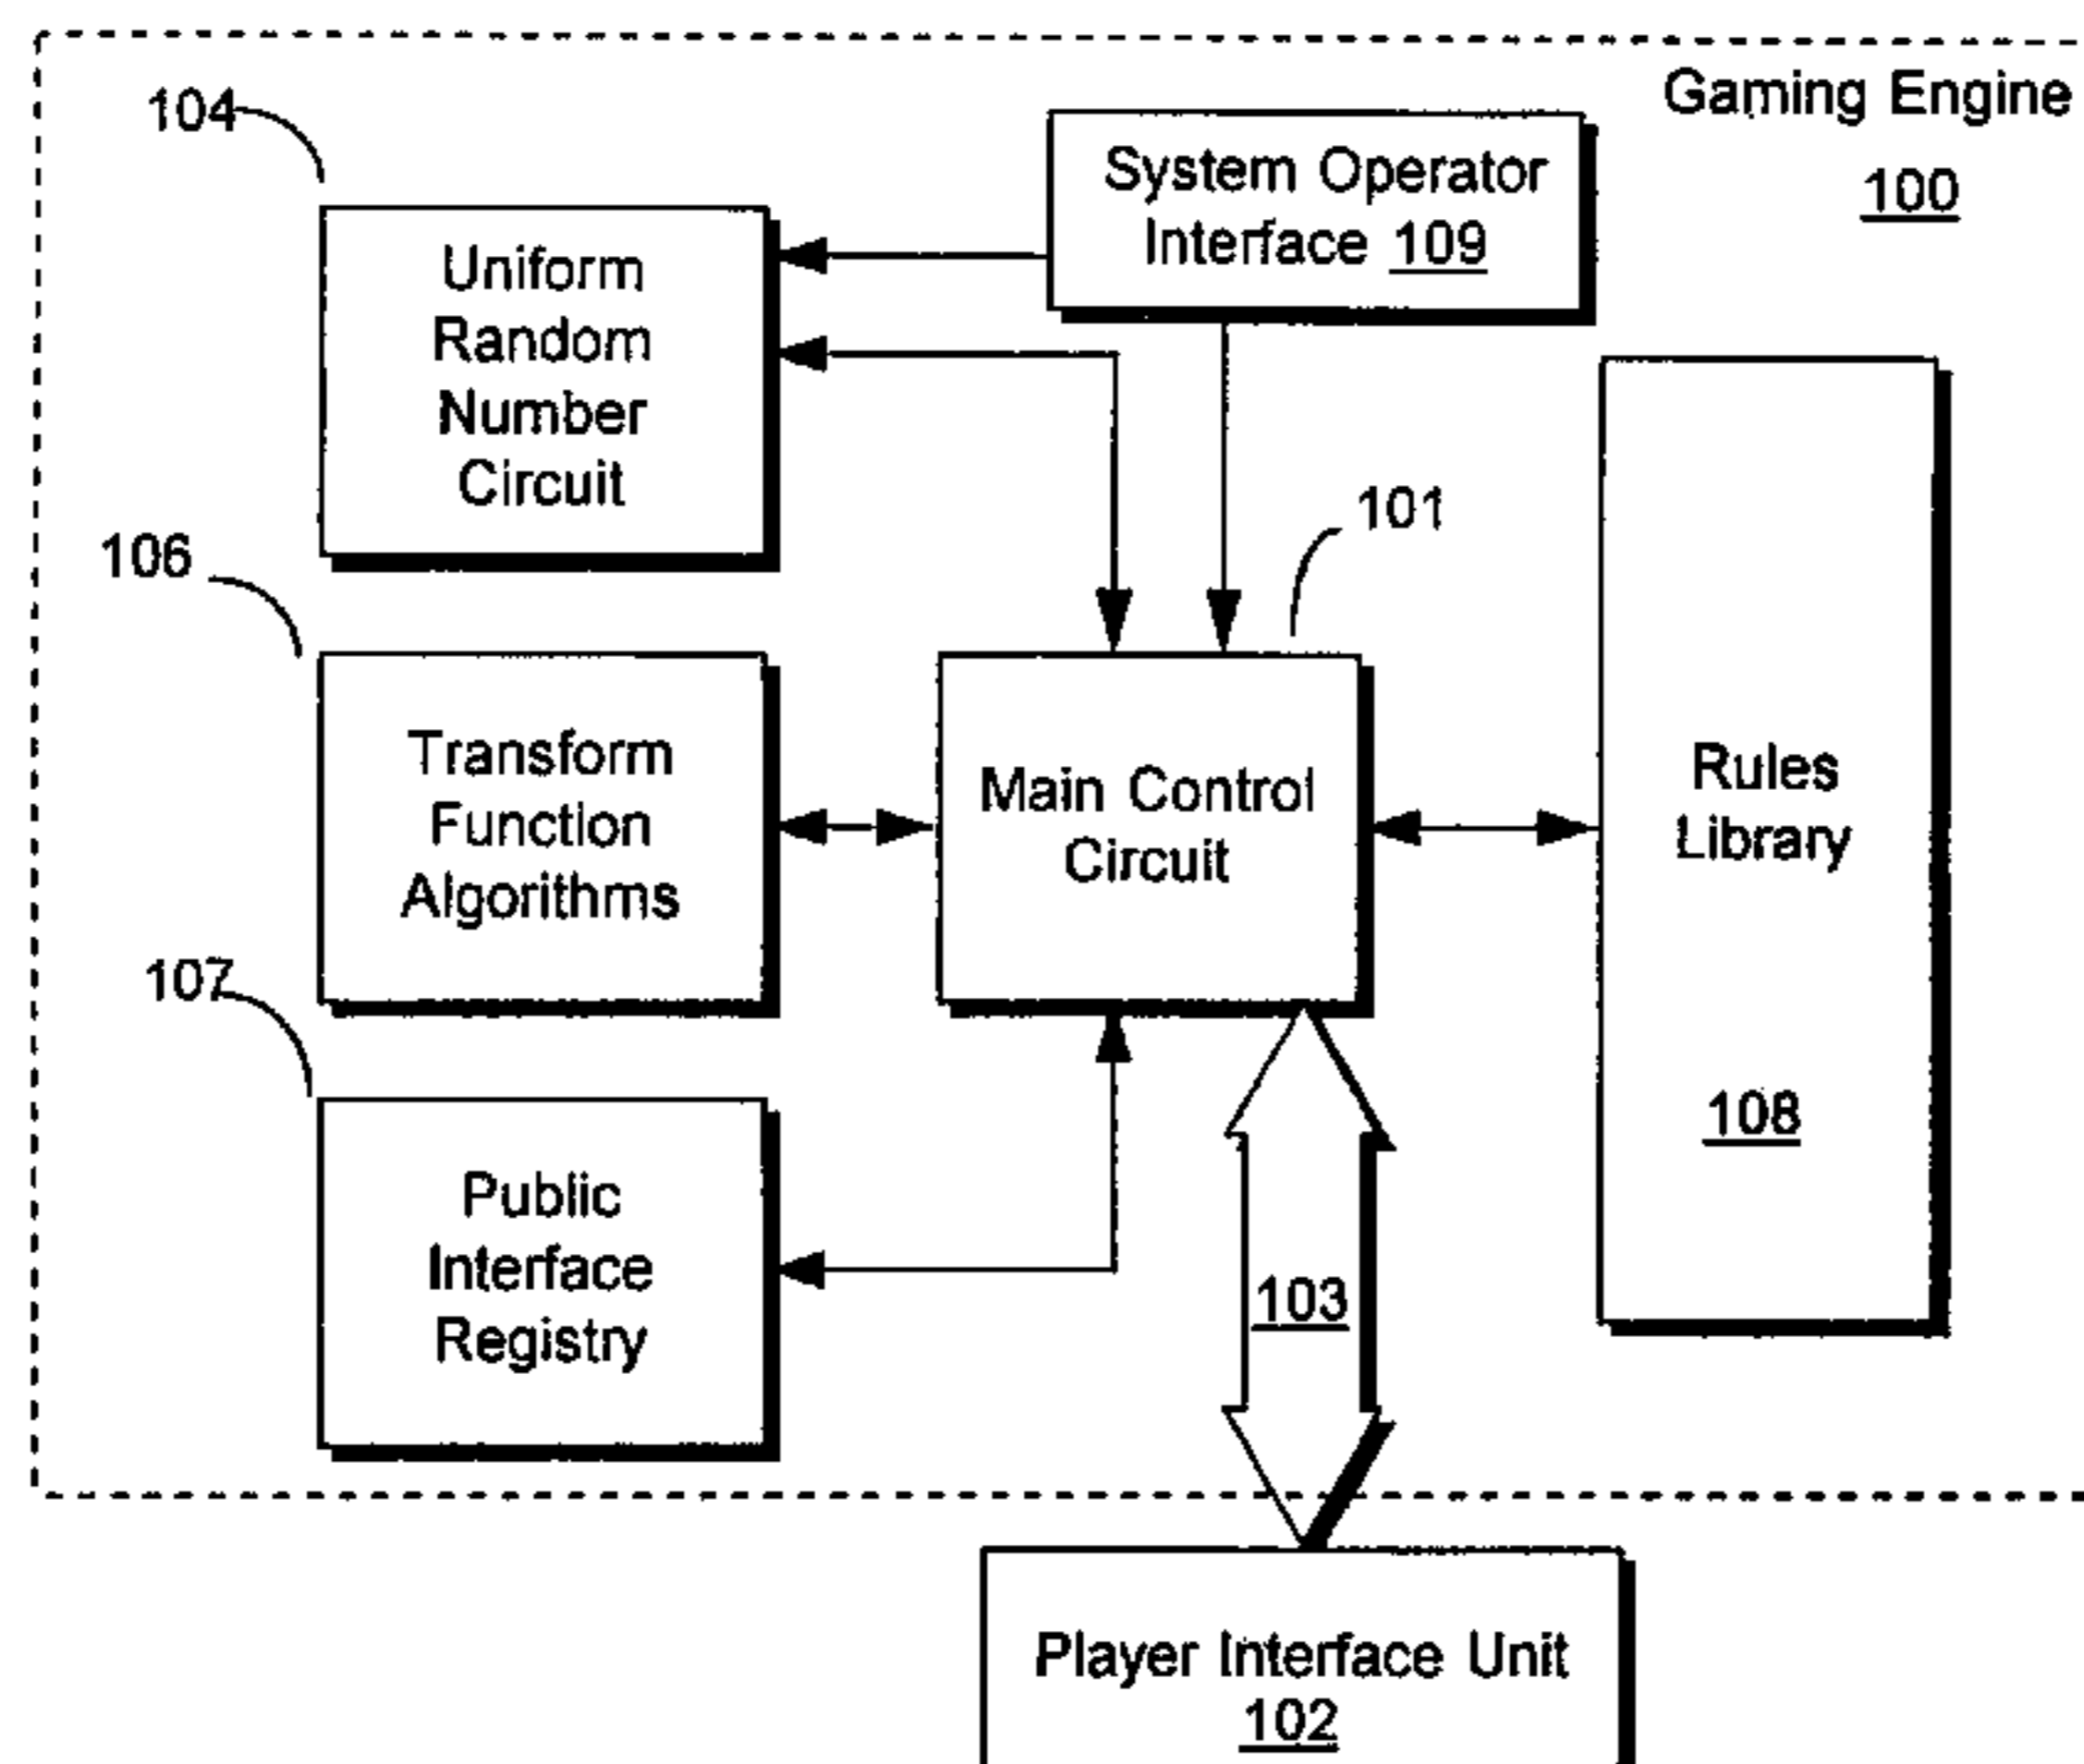 Gaming Engine
100
104
System Operator
Interface 109
Uniform
Random
Number
Circuit
101
106
Transform
Function
Algorithms
Main Control
Circuit
Rules
Library
108
107
Public
Interface
Registry
103
Player Interface Unit
102